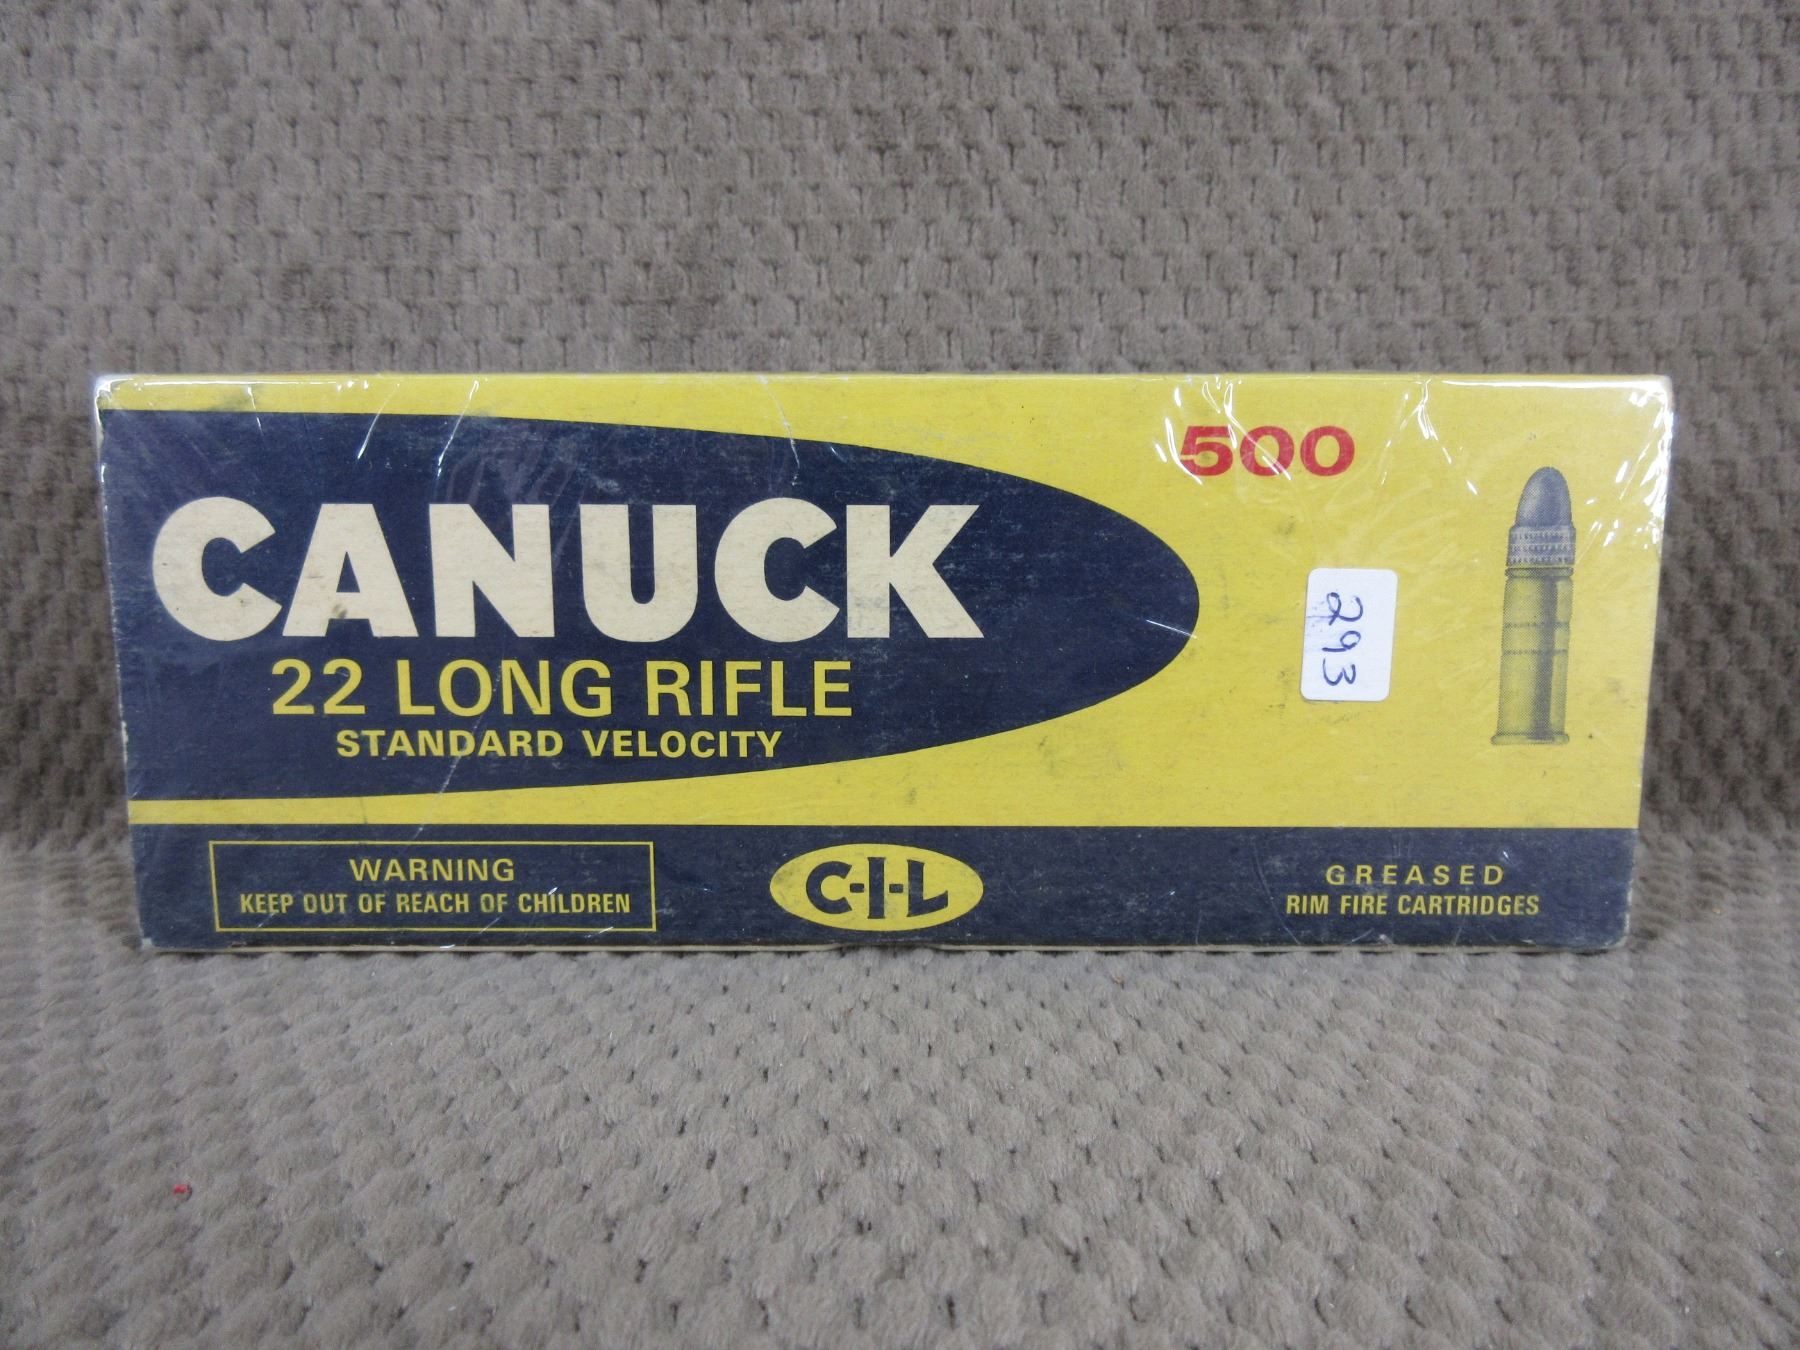 500
CANUCK
22 LONG RIFLE
STANDARD VELOCITY
293
WARNING
KEEP OUT OF REACH OF CHILDREN
C-I-L
GREASED
RIM FIRE CARTRIDGES